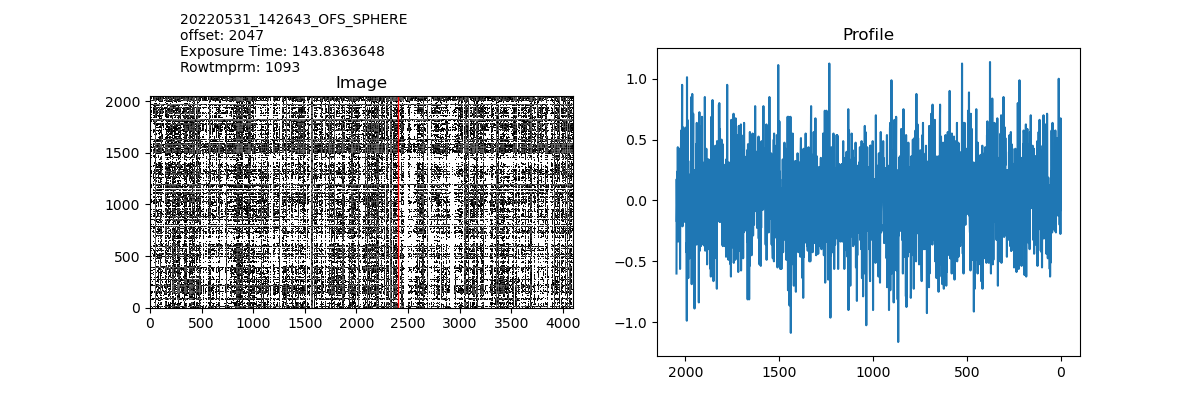 20220531_142643_OFS_SPHERE
offset: 2047
Exposure Time: 143.8363648
Rowtmprm: 1093
Image
2000
1500
1000
500
0
0 500 1000 1500 2000 2500 3000 3500 4000
Profile
1.0
0.5
0.0
−0.5
−1.0
2000 1500 1000 500 0